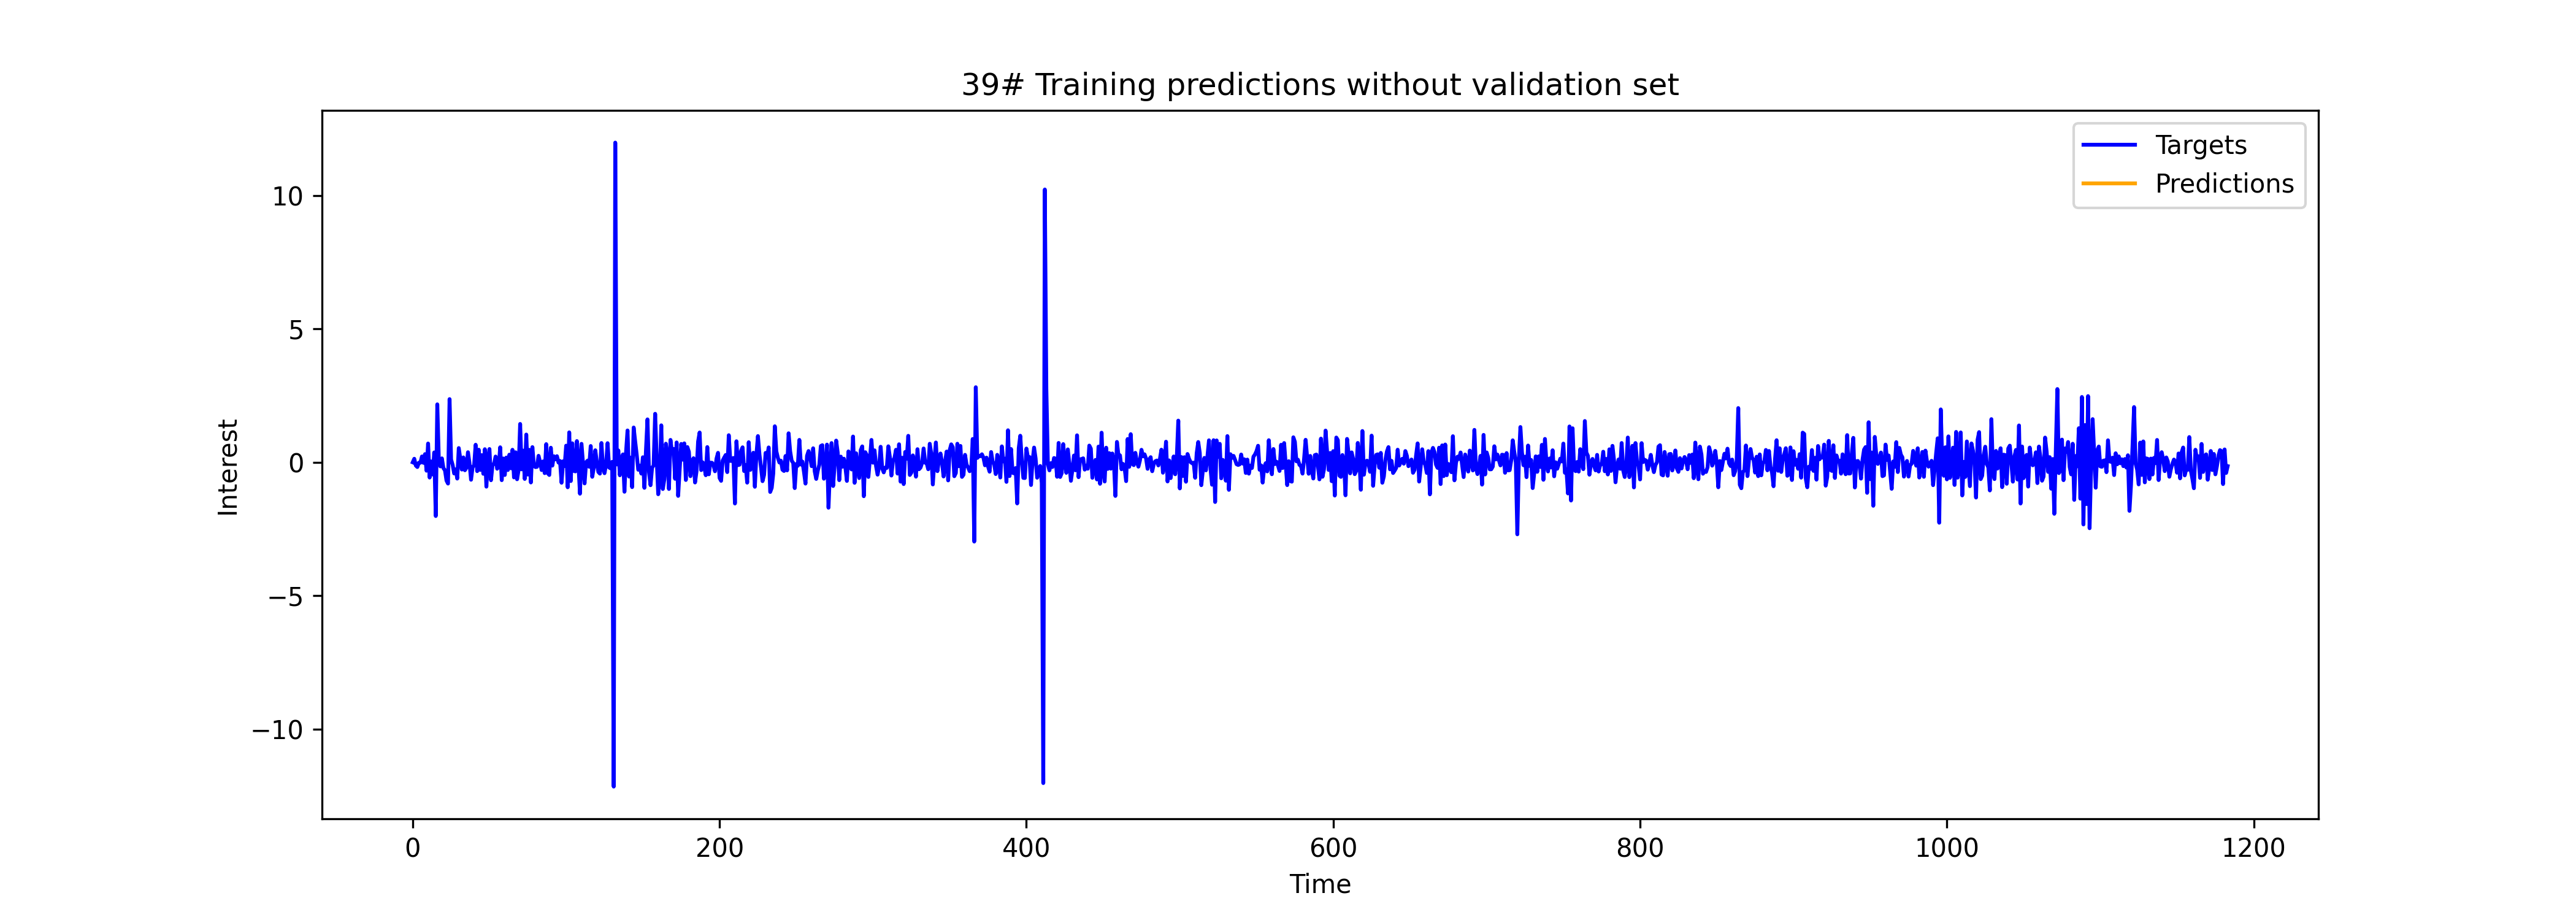 39# Training predictions without validation set
Targets
Predictions
Interest
10
5
0
−5
−10
0 200 400 600 800 1000 1200
Time